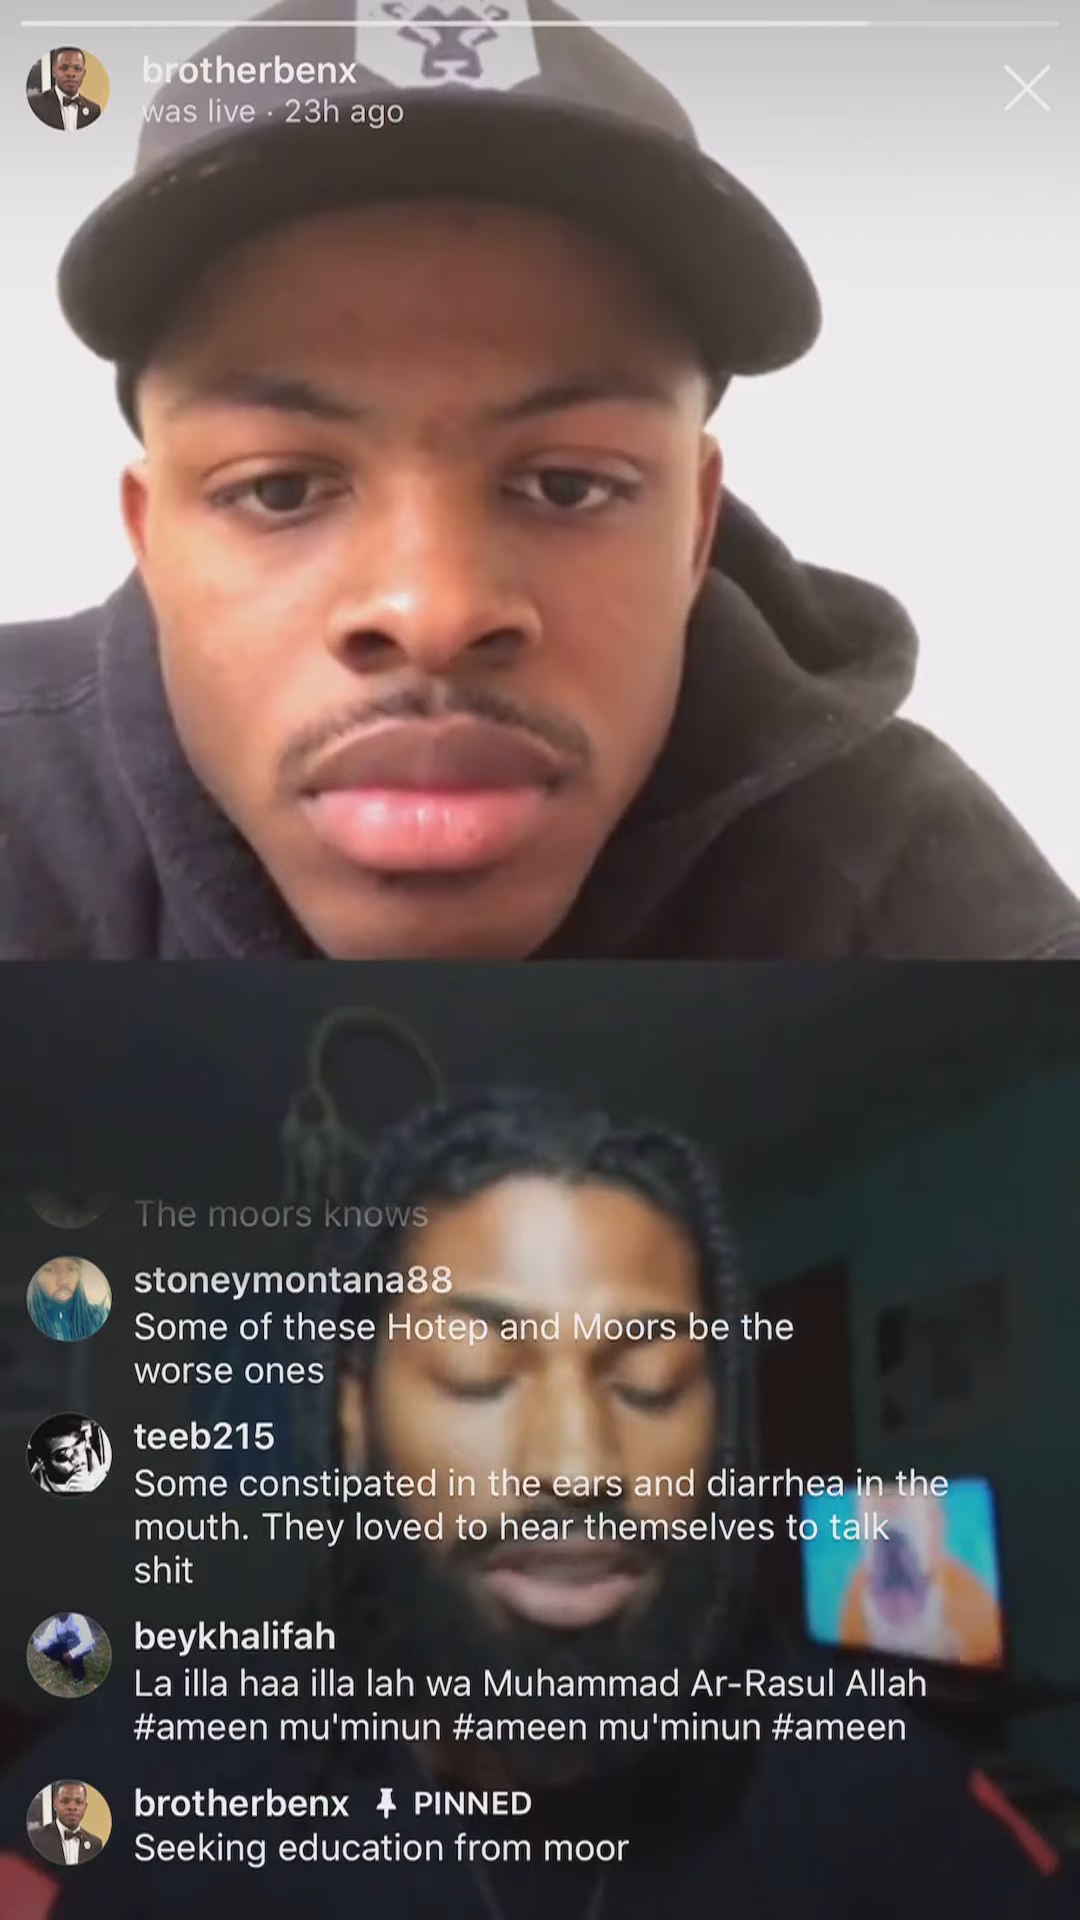 brotherbenx
was live · 23h ago
The moors knows
stoneymontana88
Some of these Hotep and Moors be the
worse ones
teeb215
Some constipated in the ears and diarrhea in the
mouth. They loved to hear themselves to talk
shit
beykhalifah
La illa haa illa lah wa Muhammad Ar-Rasul Allah
#ameen mu'minun #ameen mu'minun #ameen
brotherbenx PINNED
Seeking education from moor